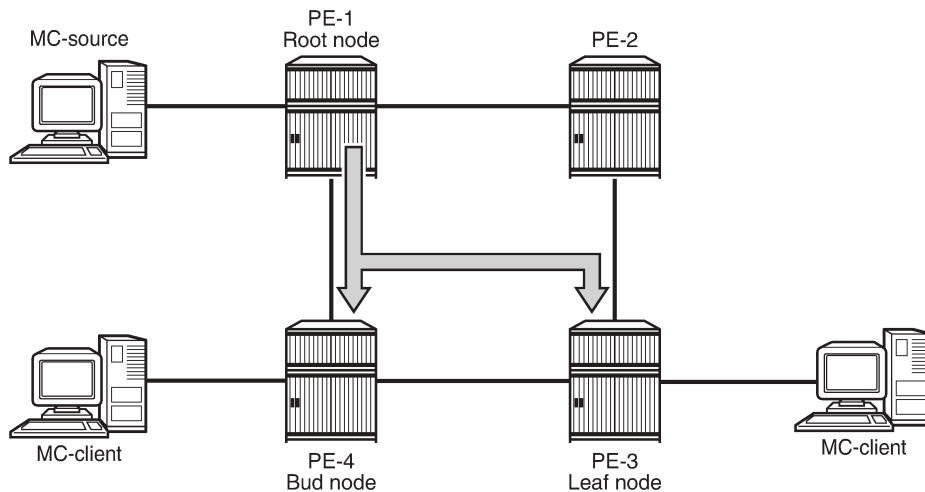 MC-source
PE-1
Root node
PE-2
MC-client
PE-4
Bud node
PE-3
Leaf node
MC-client